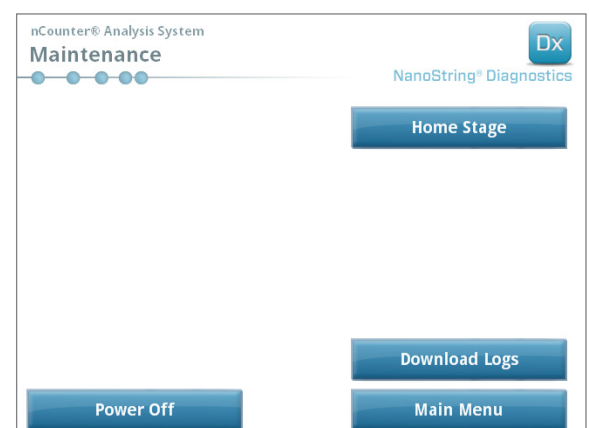 nCounter® Analysis System
Maintenance
Dx
NanoString® Diagnostics
Home Stage
Download Logs
Power Off
Main Menu